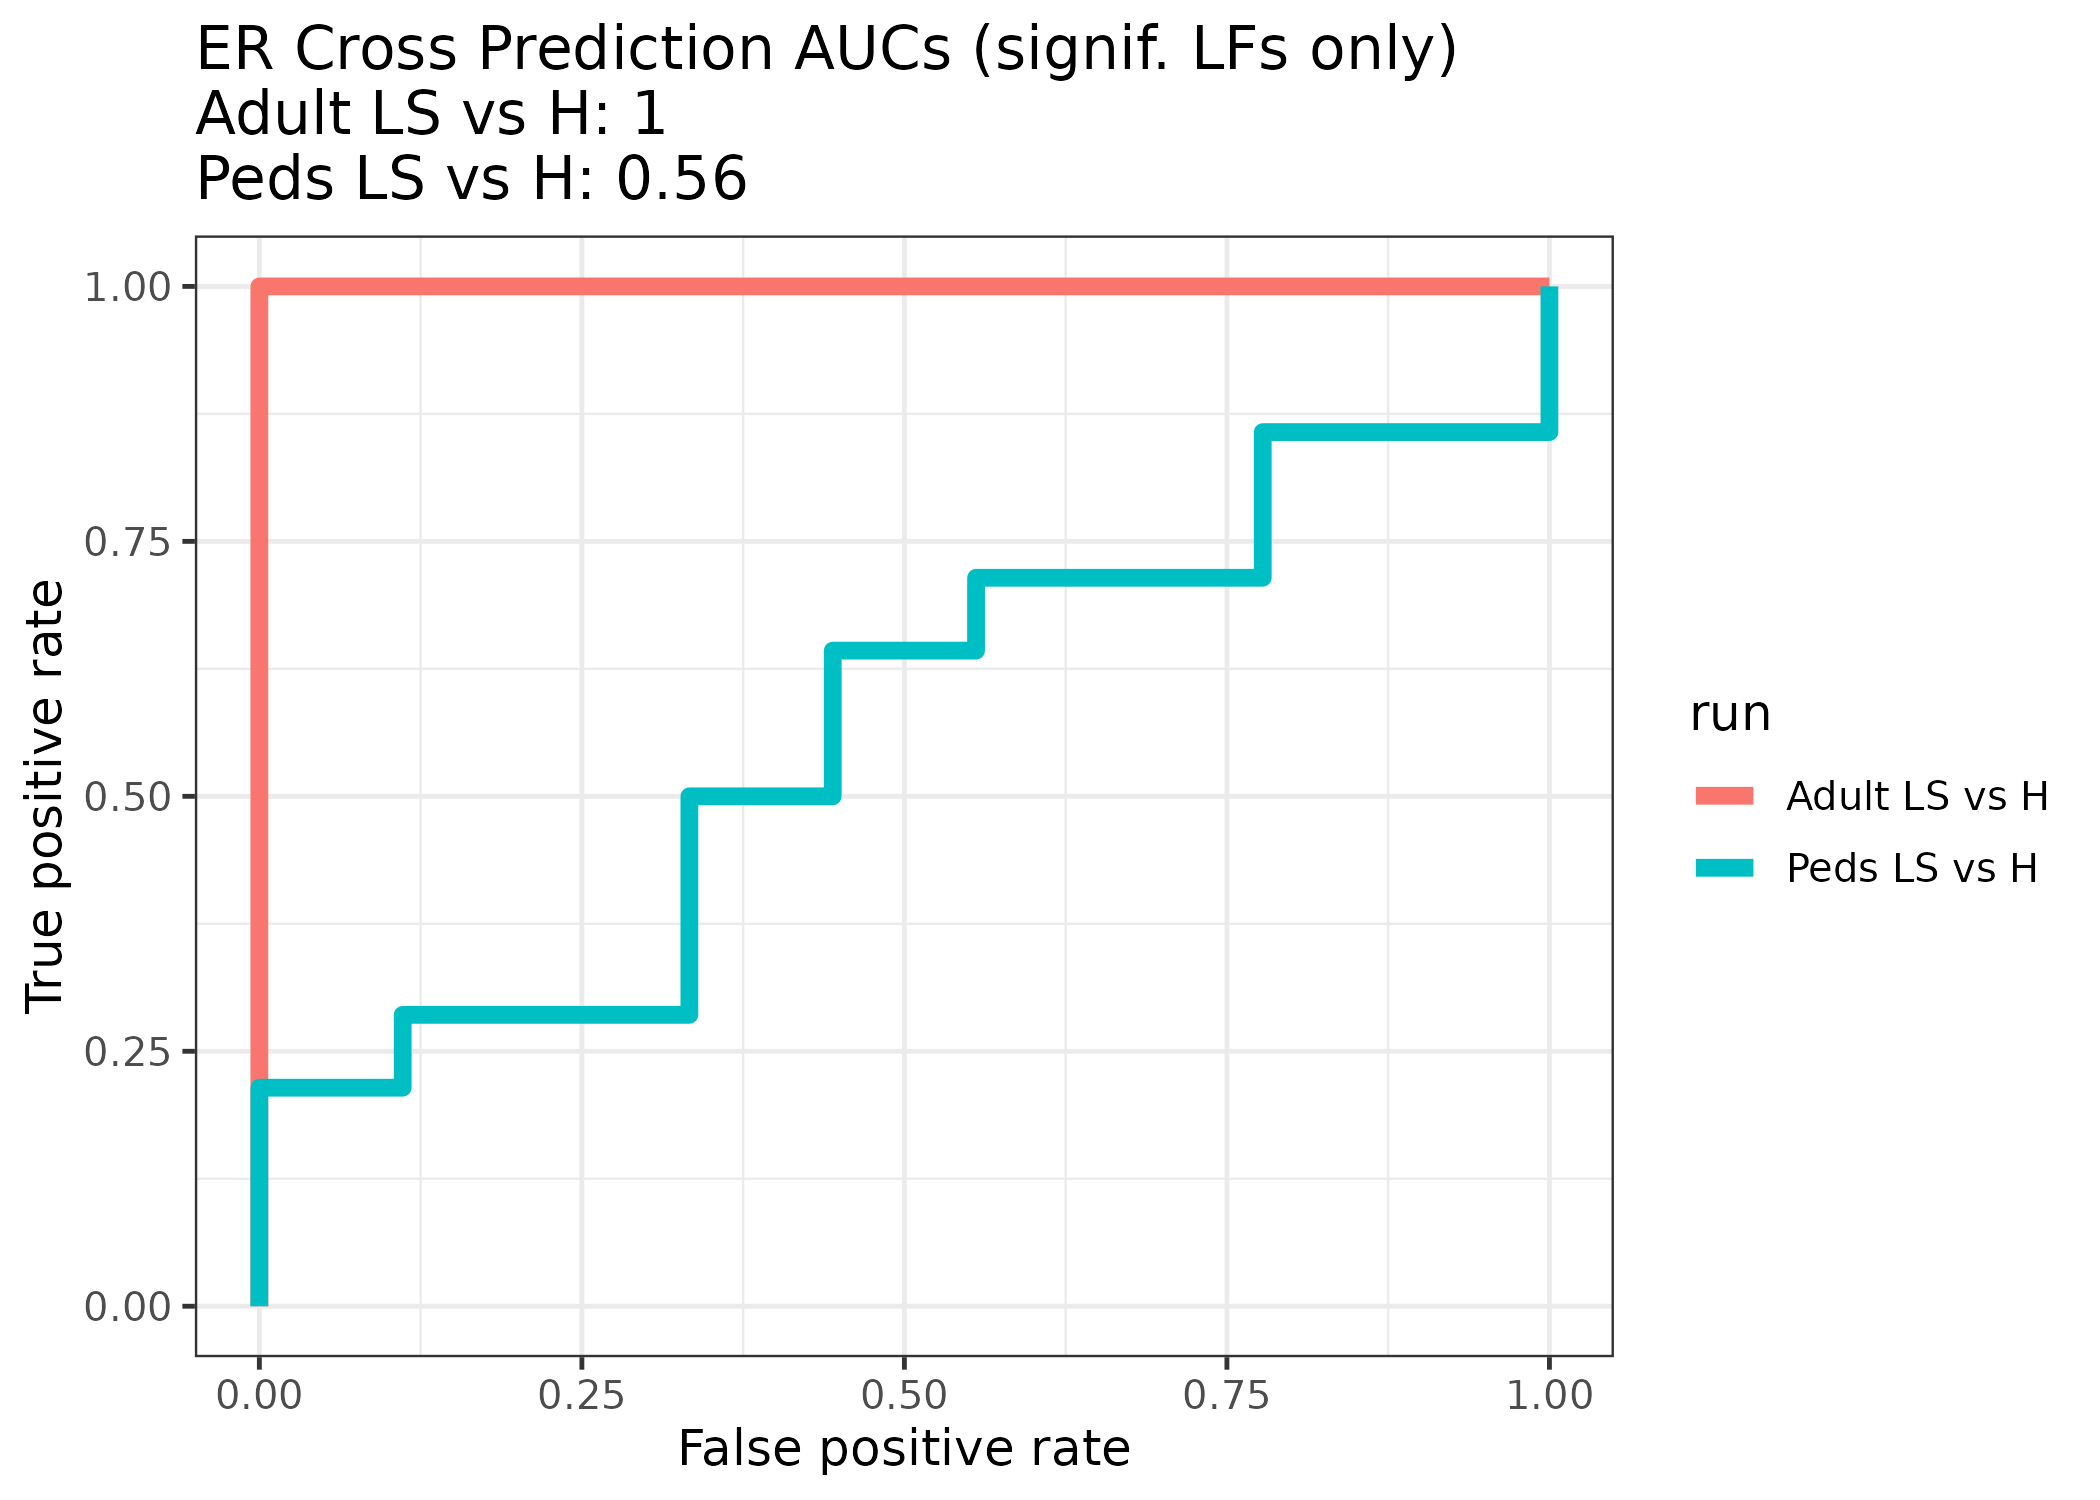 ER Cross Prediction AUCs (signif. LFs only)
Adult LS vs H: 1
Peds LS vs H: 0.56
True positive rate
1.00
0.75
0.50
0.25
0.00
0.00
0.25
0.50
0.75
1.00
False positive rate
run
Adult LS vs H
Peds LS vs H